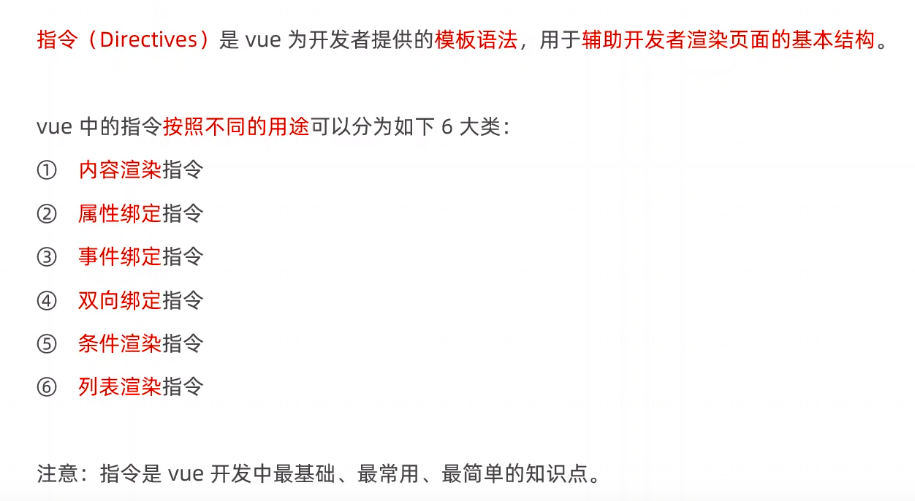 指令（Directives）是 vue 为开发者提供的模板语法，用于辅助开发者渲染页面的基本结构。
vue 中的指令按照不同的用途可以分为如下 6 大类：
① 内容渲染指令
② 属性绑定指令
③ 事件绑定指令
④ 双向绑定指令
⑤ 条件渲染指令
⑥ 列表渲染指令
注意：指令是 vue 开发中最基础、最常用、最简单的知识点。